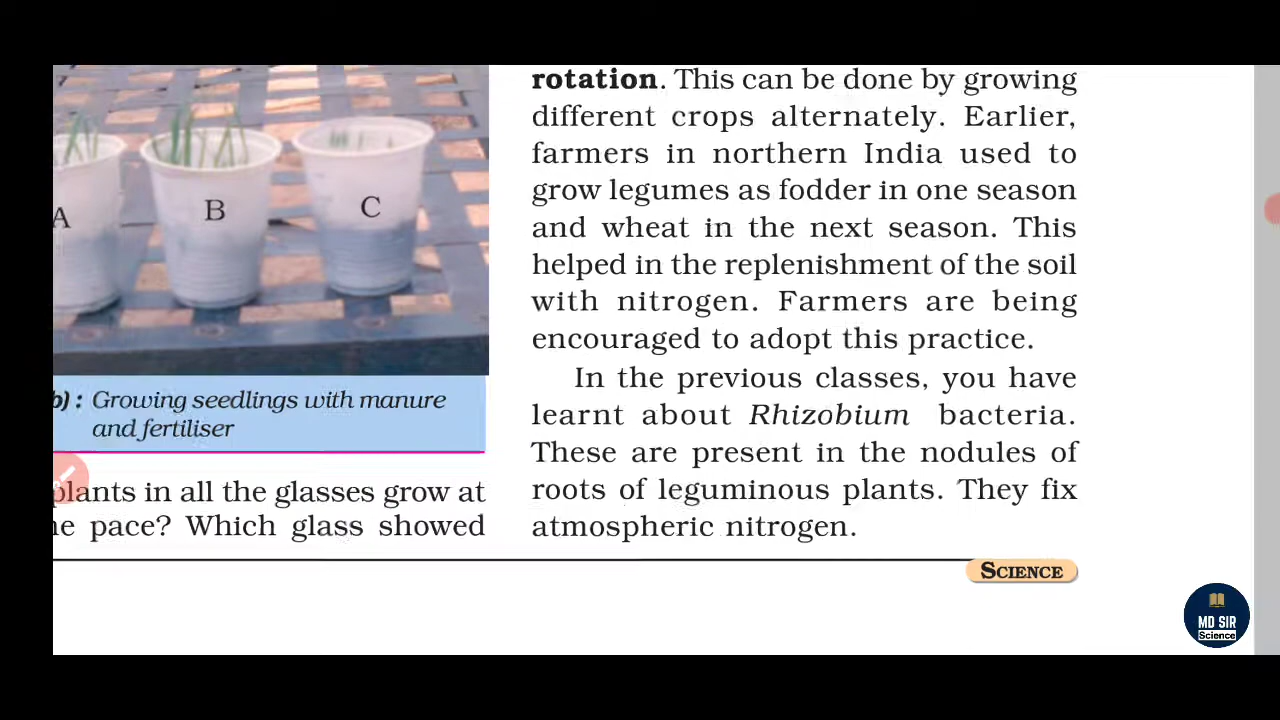 A
B
C
b) : Growing seedlings with manure
and fertiliser
plants in all the glasses grow at
pace? Which glass showed
rotation. This can be done by growing
different crops alternately. Earlier,
farmers in northern India used to
grow legumes as fodder in one season
and wheat in the next season. This
helped in the replenishment of the soil
with nitrogen. Farmers are being
encouraged to adopt this practice.
In the previous classes, you have
learnt about Rhizobium bacteria.
These are present in the nodules of
roots of leguminous plants. They fix
atmospheric nitrogen.
SCIENCE
MD SIR
Science